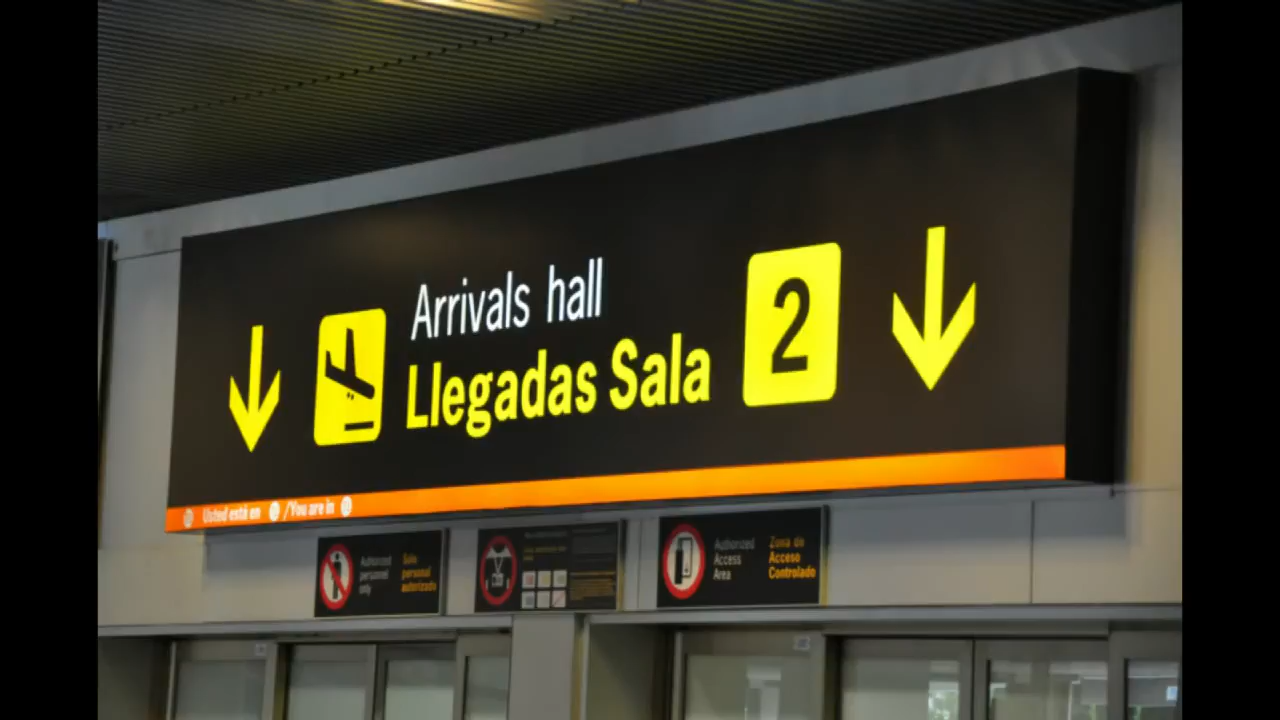 Arrivals hall
Llegadas Sala
2
Usted está en /You are in
Authorized
personnel
only
Sólo
personal
autorizado
Authorized
Access
Area
Zona de
Acceso
Controlado